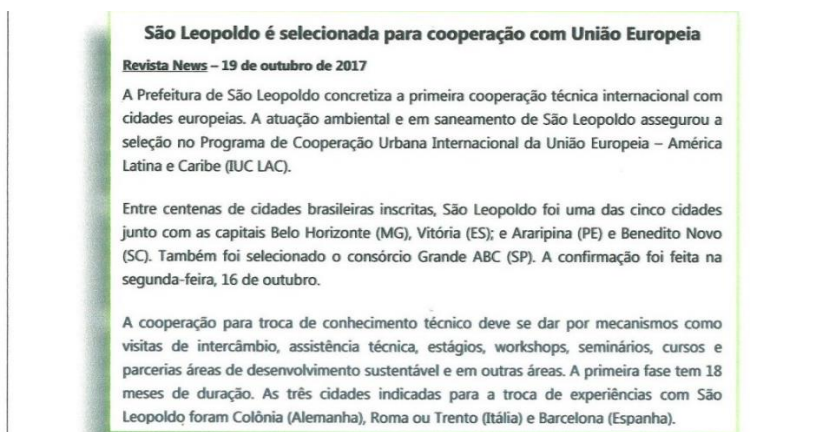 São Leopoldo é selecionada para cooperação com União Europeia
Revista News – 19 de outubro de 2017
A Prefeitura de São Leopoldo concretiza a primeira cooperação técnica internacional com
cidades europeias. A atuação ambiental e em saneamento de São Leopoldo assegurou a
seleção no Programa de Cooperação Urbana Internacional da União Europeia – América
Latina e Caribe (IUC LAC).
Entre centenas de cidades brasileiras inscritas, São Leopoldo foi uma das cinco cidades
junto com as capitais Belo Horizonte (MG), Vitória (ES); e Araripina (PE) e Benedito Novo
(SC). Também foi selecionado o consórcio Grande ABC (SP). A confirmação foi feita na
segunda-feira, 16 de outubro.
A cooperação para troca de conhecimento técnico deve se dar por mecanismos como
visitas de intercâmbio, assistência técnica, estágios, workshops, seminários, cursos e
parcerias áreas de desenvolvimento sustentável e em outras áreas. A primeira fase tem 18
meses de duração. As três cidades indicadas para a troca de experiências com São
Leopoldo foram Colônia (Alemanha), Roma ou Trento (Itália) e Barcelona (Espanha).